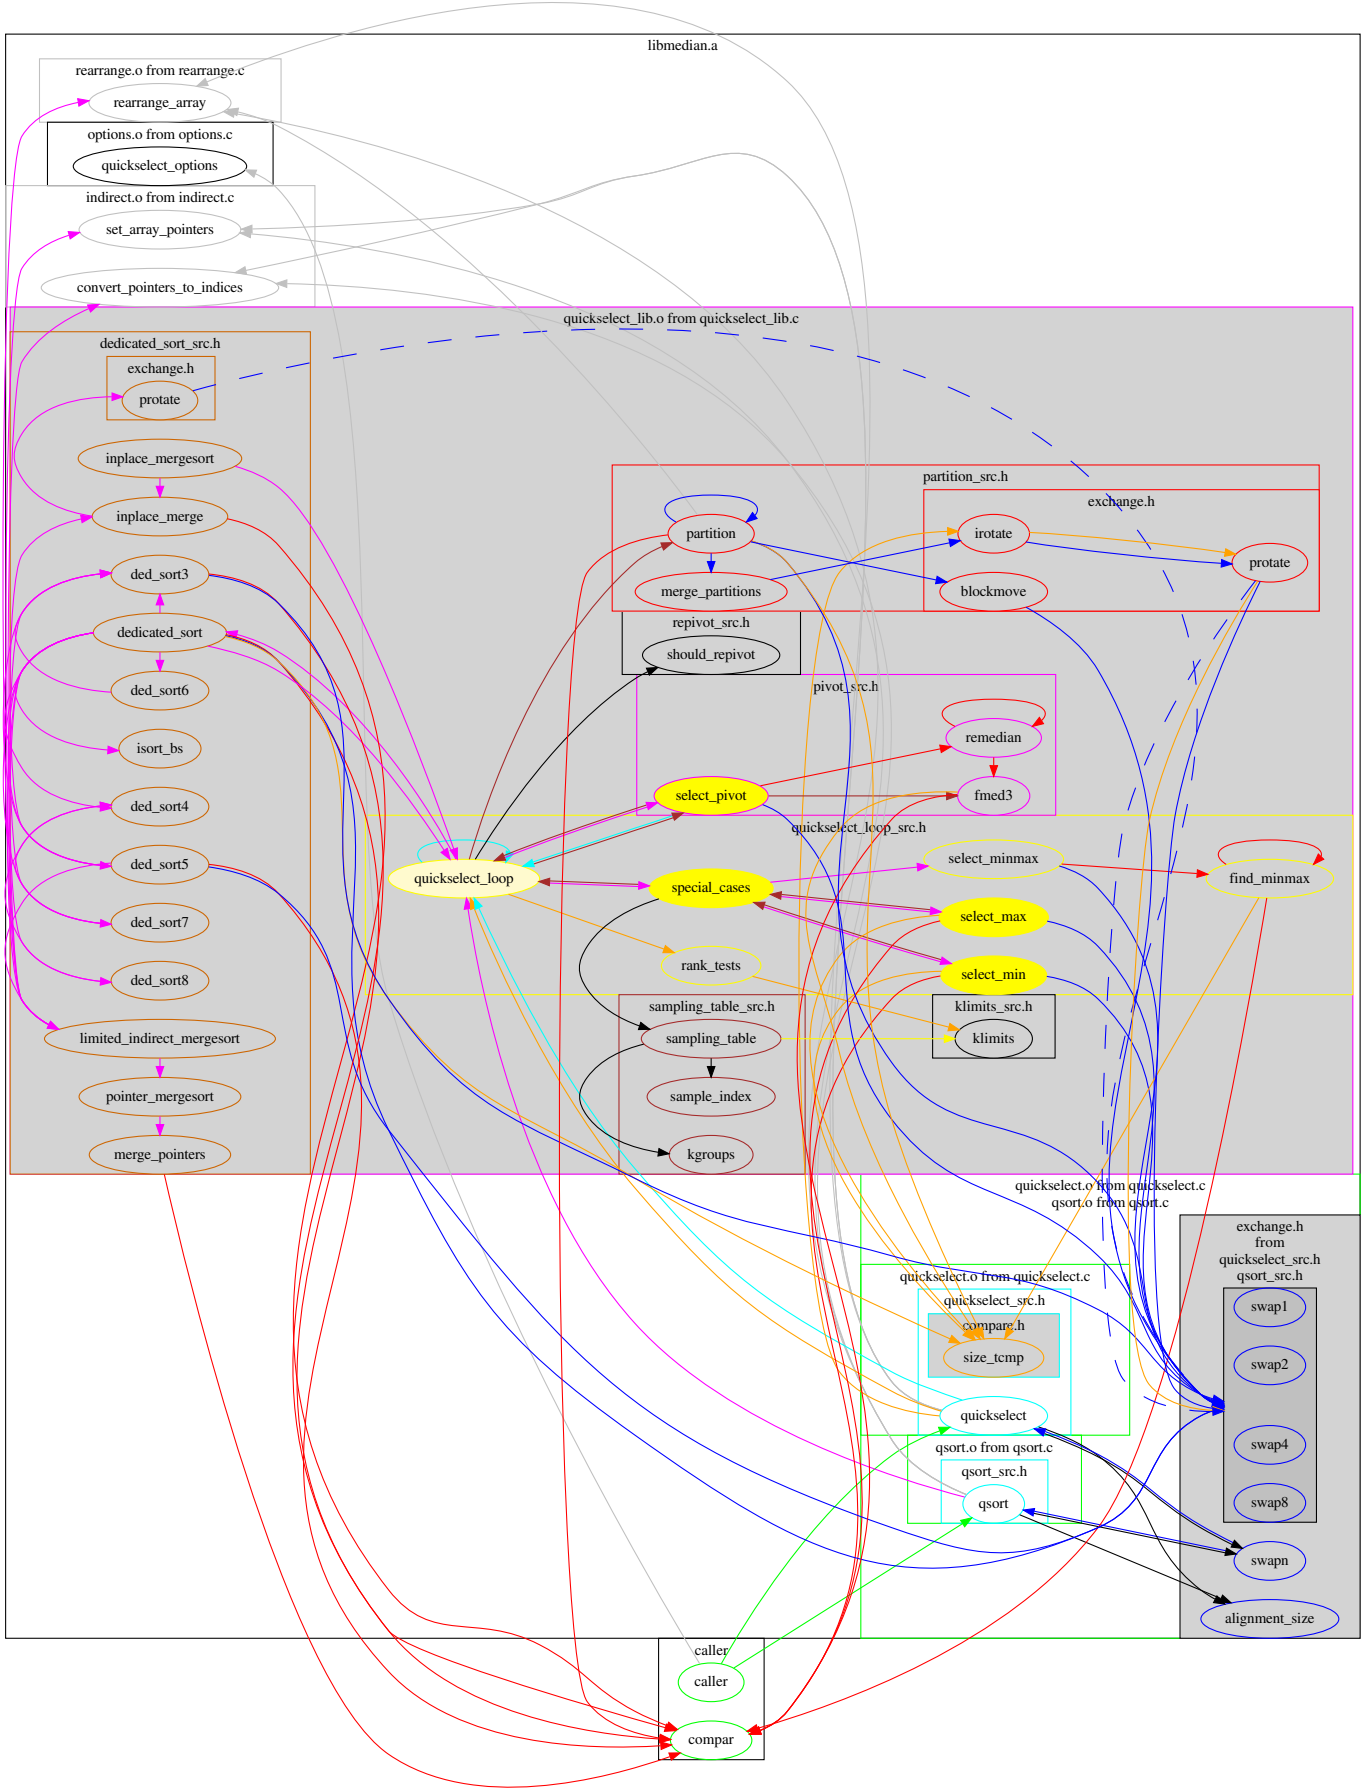 libmedian.a
rearrange.o from rearrange.c
rearrange_array
options.o from options.c
quickselect_options
indirect.o from indirect.c
set_array_pointers
convert_pointers_to_indices
quickselect_lib.o from quickselect_lib.c
dedicated_sort_src.h
exchange.h
protate
inplace_mergesort
inplace_merge
ded_sort3
dedicated_sort
ded_sort6
isort_bs
ded_sort4
ded_sort5
ded_sort7
ded_sort8
limited_indirect_mergesort
pointer_mergesort
merge_pointers
partition_src.h
exchange.h
partition
irotate
protate
merge_partitions
blockmove
repivot_src.h
should_repivot
pivot_src.h
remedian
select_pivot
fmed3
quickselect_loop_src.h
quickselect_loop
select_minmax
find_minmax
special_cases
select_max
rank_tests
select_min
sampling_table_src.h
klimits_src.h
sampling_table
klimits
sample_index
kgroups
quickselect.o from quickselect.c
qsort.o from qsort.c
exchange.h
from
quickselect_src.h
qsort_src.h
swap1
swap2
swap4
swap8
swapn
alignment_size
quickselect.o from quickselect.c
quickselect_src.h
compare.h
size_tcmp
quickselect
qsort.o from qsort.c
qsort_src.h
qsort
caller
caller
compar